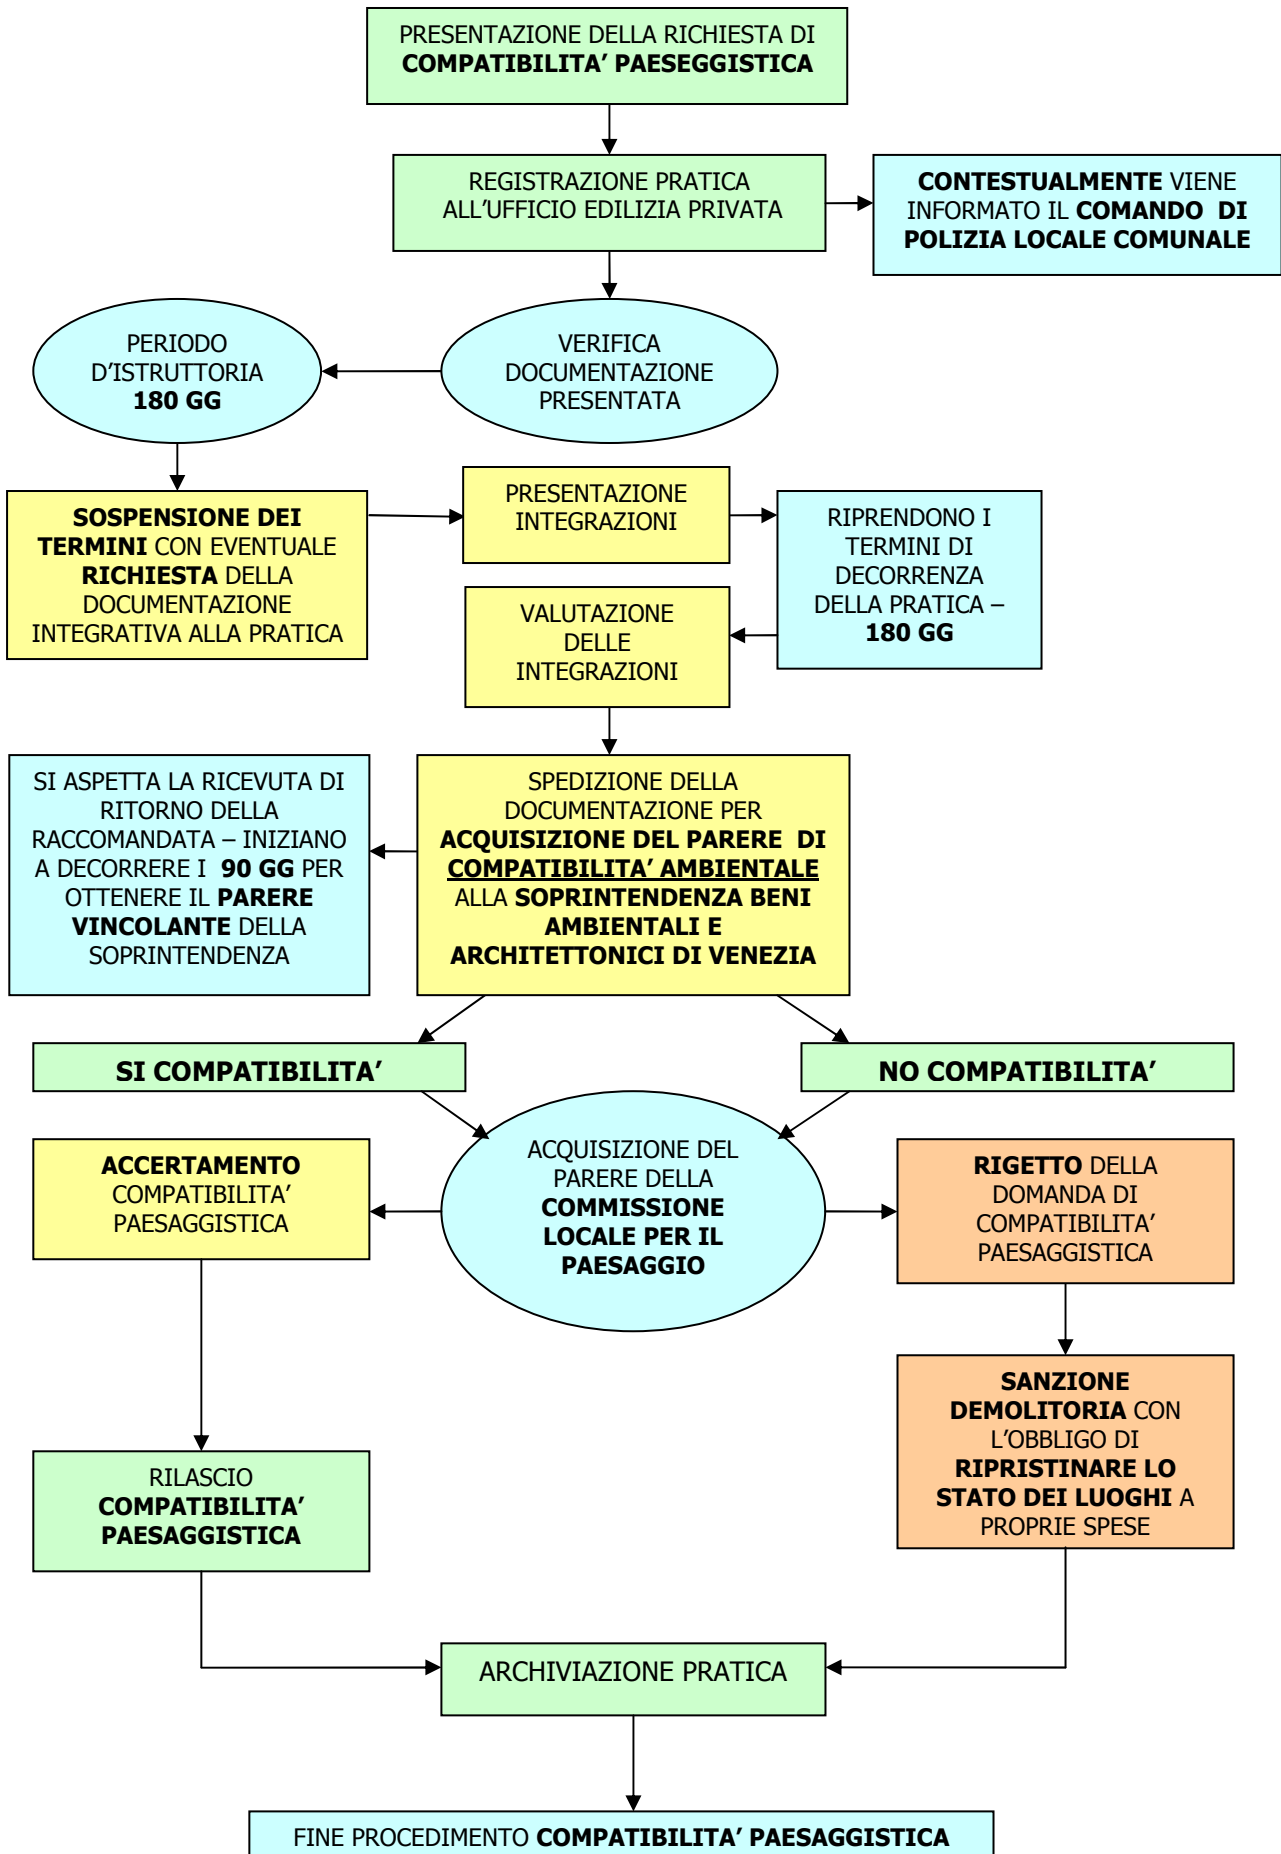 PRESENTAZIONE DELLA RICHIESTA DI
COMPATIBILITA’ PAESEGGISTICA
REGISTRAZIONE PRATICA
ALL’UFFICIO EDILIZIA PRIVATA
CONTESTUALMENTE VIENE
INFORMATO IL COMANDO DI
POLIZIA LOCALE COMUNALE
PERIODO
D’ISTRUTTORIA
180 GG
VERIFICA
DOCUMENTAZIONE
PRESENTATA
SOSPENSIONE DEI
TERMINI CON EVENTUALE
RICHIESTA DELLA
DOCUMENTAZIONE
INTEGRATIVA ALLA PRATICA
PRESENTAZIONE
INTEGRAZIONI
RIPRENDONO I
TERMINI DI
DECORRENZA
DELLA PRATICA –
180 GG
VALUTAZIONE
DELLE
INTEGRAZIONI
SI ASPETTA LA RICEVUTA DI
RITORNO DELLA
RACCOMANDATA – INIZIANO
A DECORRERE I 90 GG PER
OTTENERE IL PARERE
VINCOLANTE DELLA
SOPRINTENDENZA
SPEDIZIONE DELLA
DOCUMENTAZIONE PER
ACQUISIZIONE DEL PARERE DI
COMPATIBILITA’ AMBIENTALE
ALLA SOPRINTENDENZA BENI
AMBIENTALI E
ARCHITETTONICI DI VENEZIA
SI COMPATIBILITA’
NO COMPATIBILITA’
ACCERTAMENTO
COMPATIBILITA’
PAESAGGISTICA
ACQUISIZIONE DEL
PARERE DELLA
COMMISSIONE
LOCALE PER IL
PAESAGGIO
RIGETTO DELLA
DOMANDA DI
COMPATIBILITA’
PAESAGGISTICA
SANZIONE
DEMOLITORIA CON
L’OBBLIGO DI
RIPRISTINARE LO
STATO DEI LUOGHI A
PROPRIE SPESE
RILASCIO
COMPATIBILITA’
PAESAGGISTICA
ARCHIVIAZIONE PRATICA
FINE PROCEDIMENTO COMPATIBILITA’ PAESAGGISTICA